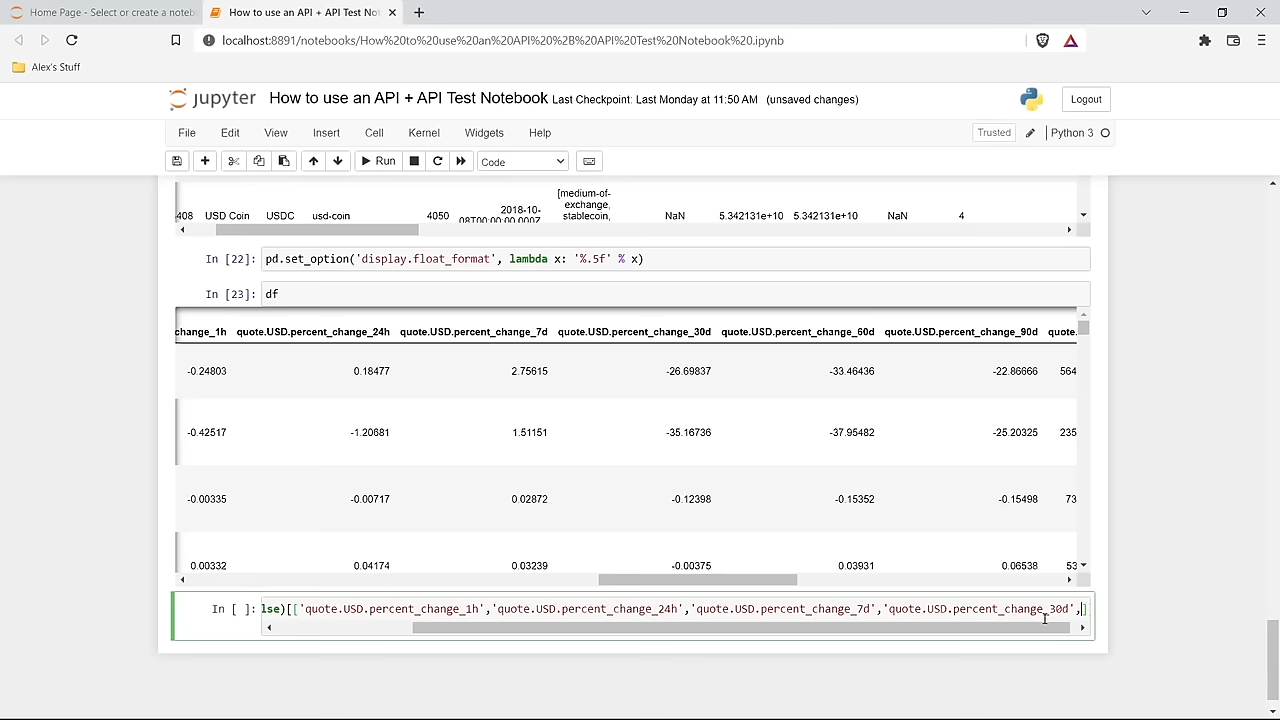 Home Page - Select or create a noteb
How to use an API + API Test No
localhost:8891/notebooks/How%20to%20use%20an%20API%20%2B%20API%20Test%20Notebook%20.ipynb
Alex's Stuff
jupyter How to use an API + API Test Notebook Last Checkpoint: Last Monday at 11:50 AM (unsaved changes)
Logout
File Edit View Insert Cell Kernel Widgets Help
Trusted Python 3
Run Code
[medium-of-
exchange,
stablecoin,
2018-10-
08T00:00:00.000Z
408 USD Coin USDC usd-coin 4050 NaN 5.342131e+10 5.342131e+10 NaN 4
In [22]: pd.set_option('display.float_format', lambda x: '%.5f' % x)
In [23]: df
change_1h quote.USD.percent_change_24h quote.USD.percent_change_7d quote.USD.percent_change_30d quote.USD.percent_change_60d quote.USD.percent_change_90d quote.
-0.24803 0.18477 2.75615 -26.69837 -33.46436 -22.86666 564
-0.42517 -1.20681 1.51151 -35.16736 -37.95482 -25.20325 235
-0.00335 -0.00717 0.02872 -0.12398 -0.15352 -0.15498 73
0.00332 0.04174 0.03239 -0.00375 0.03931 0.06538 53
In [ ]: lse)[['quote.USD.percent_change_1h','quote.USD.percent_change_24h','quote.USD.percent_change_7d','quote.USD.percent_change_30d',]